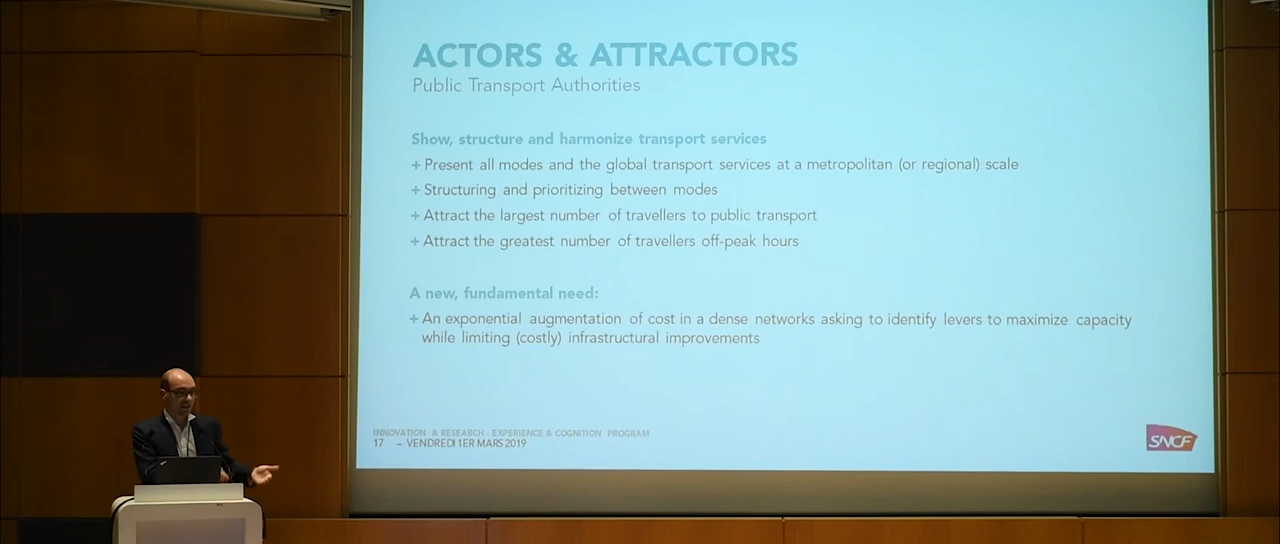 ACTORS & ATTRACTORS
Public Transport Authorities
Show, structure and harmonize transport services
+ Present all modes and the global transport services at a metropolitan (or regional) scale
+ Structuring and prioritizing between modes
+ Attract the largest number of travellers to public transport
+ Attract the greatest number of travellers off-peak hours
A new, fundamental need:
+ An exponential augmentation of cost in a dense networks asking to identify levers to maximize capacity
while limiting (costly) infrastructural improvements
INNOVATION & RESEARCH - EXPERIENCE & COGNITION PROGRAM
17 – VENDREDI 1ER MARS 2019
SNCF